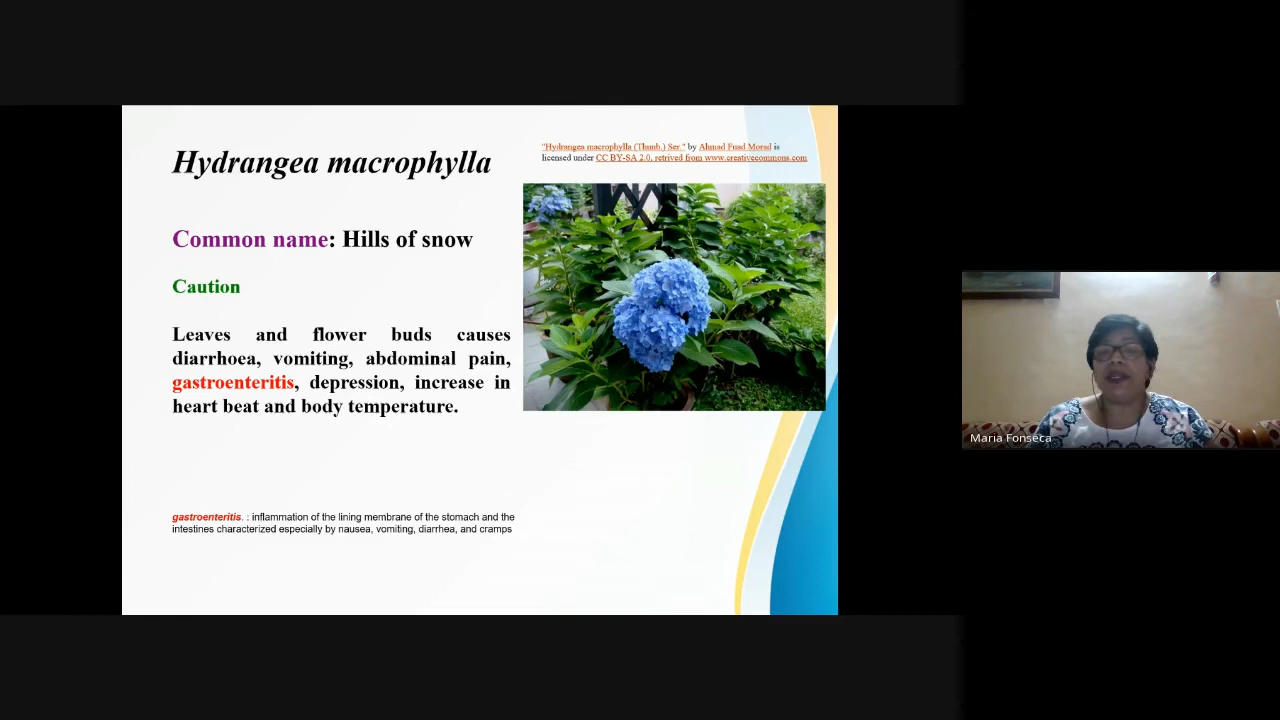 Hydrangea macrophylla
"Hydrangea macrophylla (Thunb.) Ser." by Ahmad Fuad Morad is
licensed under CC BY-SA 2.0, retrived from www.creativecommons.com
Common name: Hills of snow
Caution
Leaves and flower buds causes
diarrhoea, vomiting, abdominal pain,
gastroenteritis, depression, increase in
heart beat and body temperature.
gastroenteritis. : inflammation of the lining membrane of the stomach and the
intestines characterized especially by nausea, vomiting, diarrhea, and cramps
Maria Fonseca